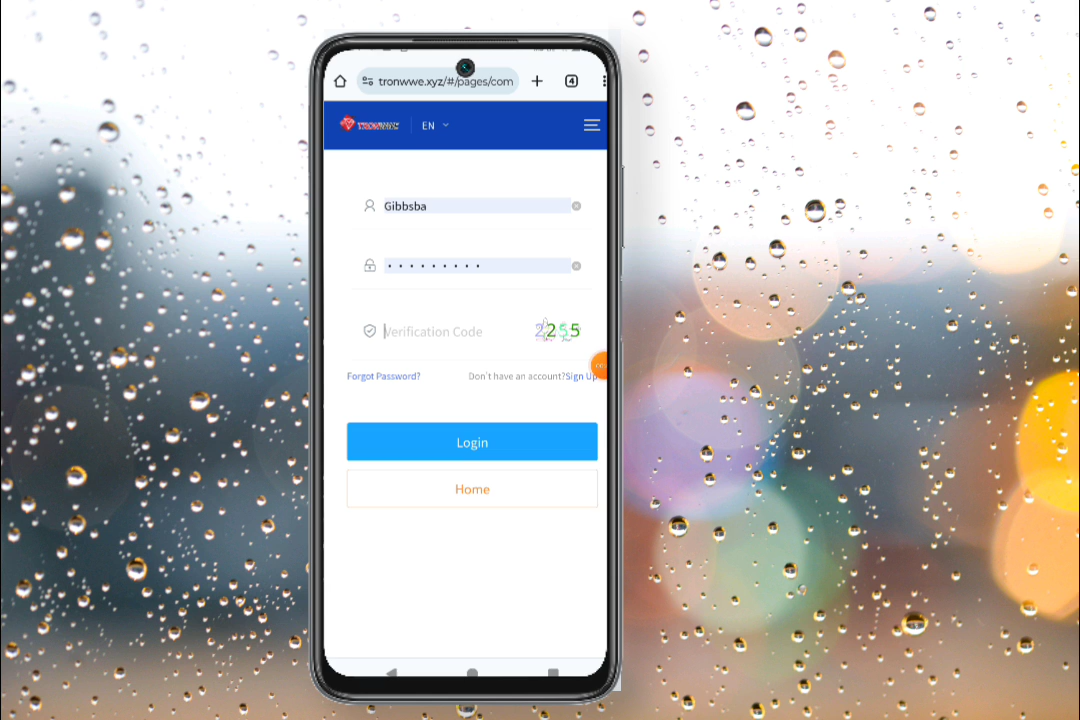 tronwwe.xyz/#/pages/com
4
EN
Gibbsba
Verification Code
2255
Forgot Password?
Don't have an account?Sign Up
Login
Home